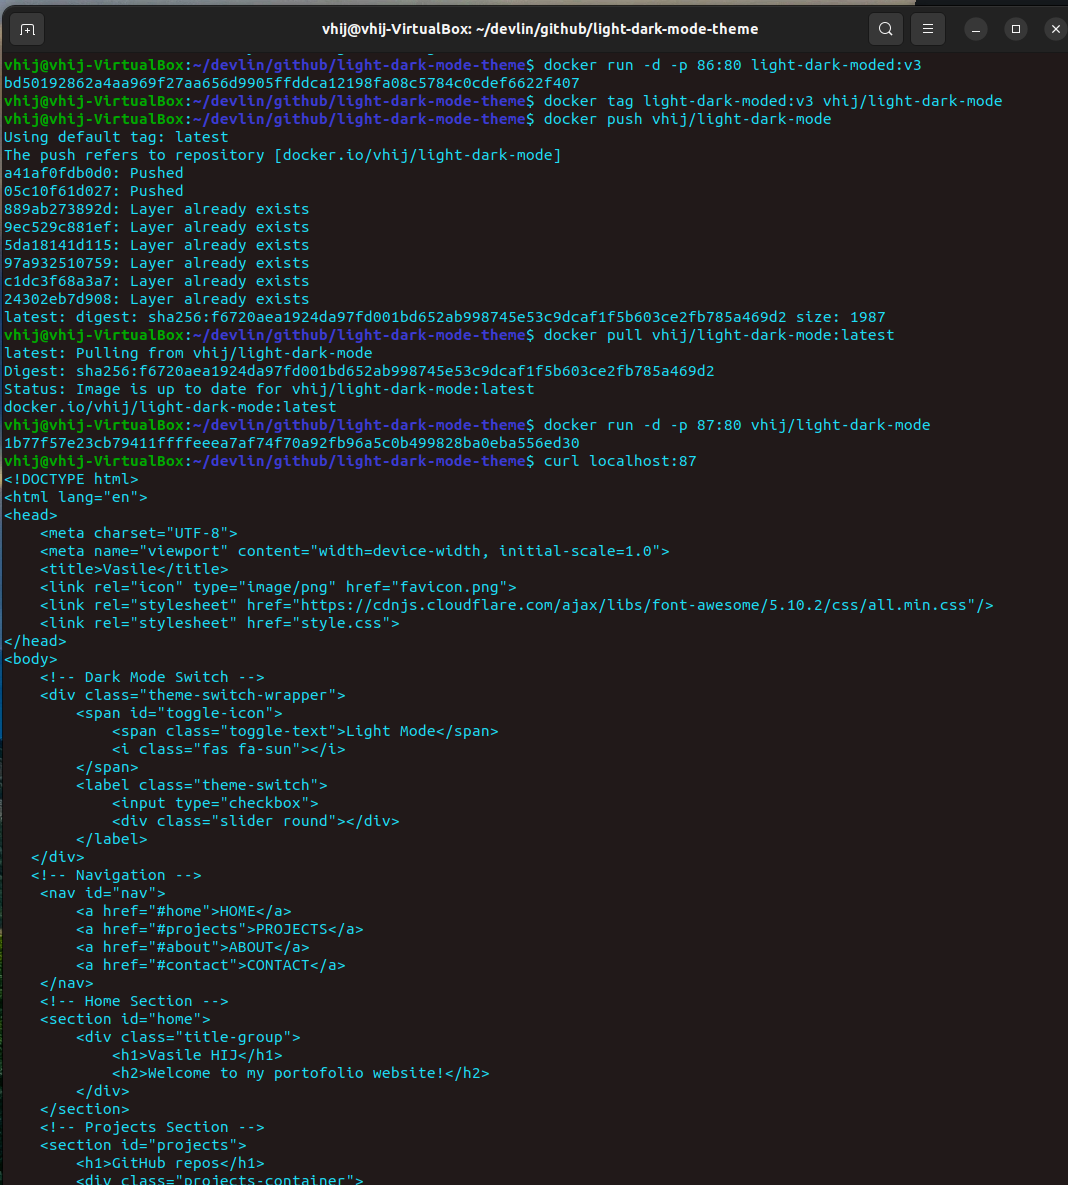 vhij@vhij-VirtualBox: ~/devlin/github/light-dark-mode-theme
vhij@vhij-VirtualBox:~/devlin/github/light-dark-mode-theme$ docker run -d -p 86:80 light-dark-moded:v3
bd50192862a4aa969f27aa656d9905ffddca12198fa08c5784c0cdef6622f407
vhij@vhij-VirtualBox:~/devlin/github/light-dark-mode-theme$ docker tag light-dark-moded:v3 vhij/light-dark-mode
vhij@vhij-VirtualBox:~/devlin/github/light-dark-mode-theme$ docker push vhij/light-dark-mode
Using default tag: latest
The push refers to repository [docker.io/vhij/light-dark-mode]
a41af0fdb0d0: Pushed
05c10f61d027: Pushed
889ab273892d: Layer already exists
9ec529c881ef: Layer already exists
5da18141d115: Layer already exists
97a932510759: Layer already exists
c1dc3f68a3a7: Layer already exists
24302eb7d908: Layer already exists
latest: digest: sha256:f6720aea1924da97fd001bd652ab998745e53c9dcaf1f5b603ce2fb785a469d2 size: 1987
vhij@vhij-VirtualBox:~/devlin/github/light-dark-mode-theme$ docker pull vhij/light-dark-mode:latest
latest: Pulling from vhij/light-dark-mode
Digest: sha256:f6720aea1924da97fd001bd652ab998745e53c9dcaf1f5b603ce2fb785a469d2
Status: Image is up to date for vhij/light-dark-mode:latest
docker.io/vhij/light-dark-mode:latest
vhij@vhij-VirtualBox:~/devlin/github/light-dark-mode-theme$ docker run -d -p 87:80 vhij/light-dark-mode
1b77f57e23cb79411ffffeeea7af74f70a92fb96a5c0b499828ba0eba556ed30
vhij@vhij-VirtualBox:~/devlin/github/light-dark-mode-theme$ curl localhost:87
<!DOCTYPE html>
<html lang="en">
<head>
    <meta charset="UTF-8">
    <meta name="viewport" content="width=device-width, initial-scale=1.0">
    <title>Vasile</title>
    <link rel="icon" type="image/png" href="favicon.png">
    <link rel="stylesheet" href="https://cdnjs.cloudflare.com/ajax/libs/font-awesome/5.10.2/css/all.min.css"/>
    <link rel="stylesheet" href="style.css">
</head>
<body>
    <!-- Dark Mode Switch -->
    <div class="theme-switch-wrapper">
        <span id="toggle-icon">
            <span class="toggle-text">Light Mode</span>
            <i class="fas fa-sun"></i>
        </span>
        <label class="theme-switch">
            <input type="checkbox">
            <div class="slider round"></div>
        </label>
   </div>
   <!-- Navigation -->
    <nav id="nav">
        <a href="#home">HOME</a>
        <a href="#projects">PROJECTS</a>
        <a href="#about">ABOUT</a>
        <a href="#contact">CONTACT</a>
    </nav>
    <!-- Home Section -->
    <section id="home">
        <div class="title-group">
            <h1>Vasile HIJ</h1>
            <h2>Welcome to my portofolio website!</h2>
        </div>
    </section>
    <!-- Projects Section -->
    <section id="projects">
        <h1>GitHub repos</h1>
        <div class="projects-container">